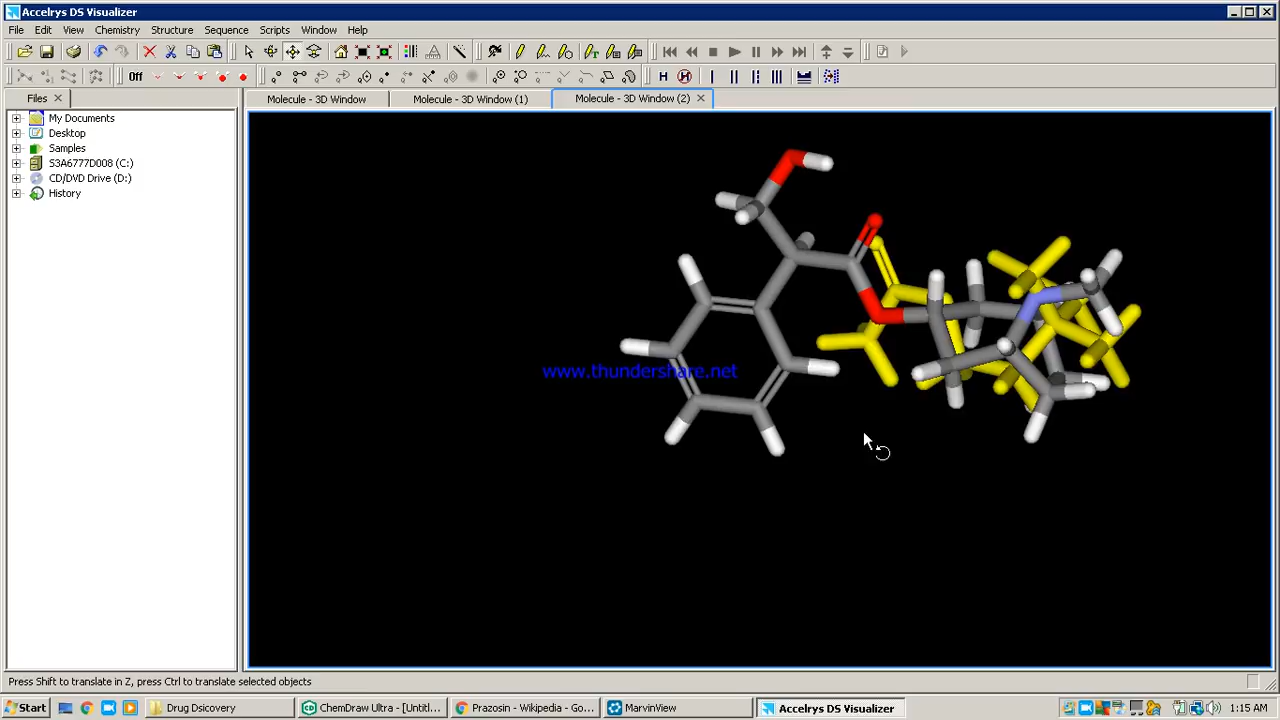 Accelrys DS Visualizer
File Edit View Chemistry Structure Sequence Scripts Window Help
Off
H H
Files
Molecule - 3D Window
Molecule - 3D Window (1)
Molecule - 3D Window (2)
My Documents
Desktop
Samples
S3A6777D008 (C:)
CD/DVD Drive (D:)
History
www.thundershare.net
Press Shift to translate in Z, press Ctrl to translate selected objects
Start
Drug Dsicovery
ChemDraw Ultra - [Untitl...
Prazosin - Wikipedia - Go...
MarvinView
Accelrys DS Visualizer
1:15 AM